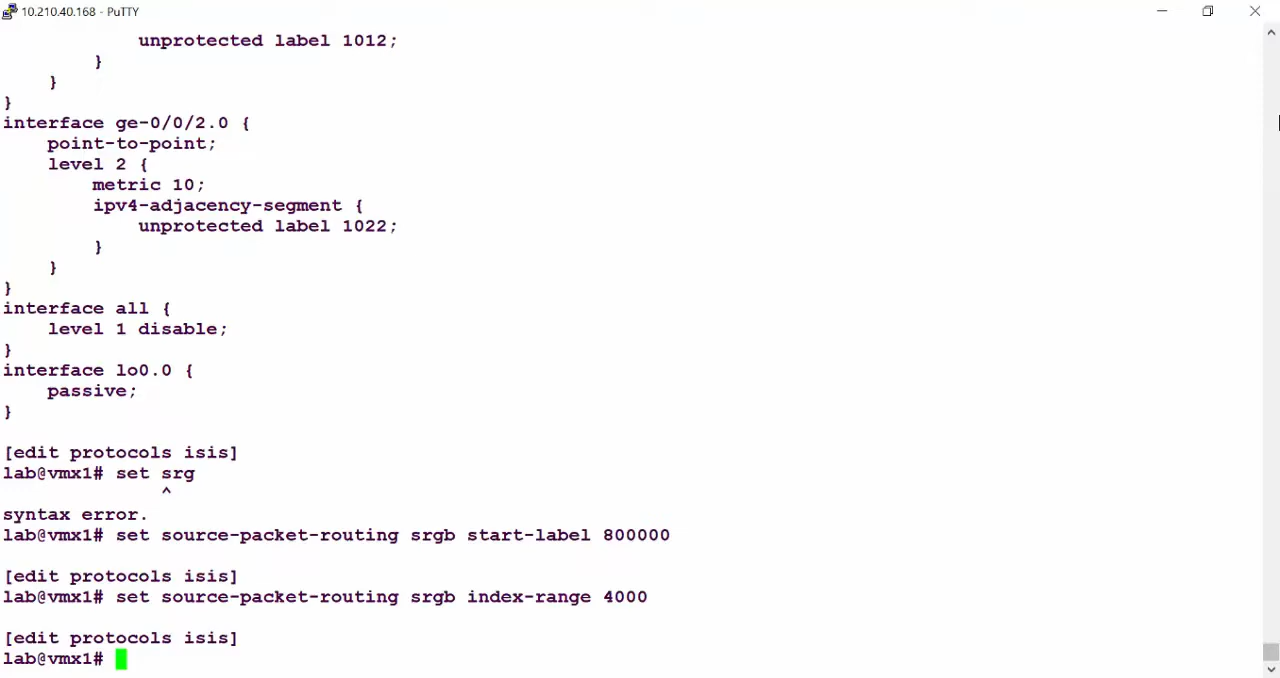 10.210.40.168 - PuTTY
unprotected label 1012;
}
}
}
interface ge-0/0/2.0 {
point-to-point;
level 2 {
metric 10;
ipv4-adjacency-segment {
unprotected label 1022;
}
}
}
interface all {
level 1 disable;
}
interface lo0.0 {
passive;
}
[edit protocols isis]
lab@vmx1# set srg
^
syntax error.
lab@vmx1# set source-packet-routing srgb start-label 800000
[edit protocols isis]
lab@vmx1# set source-packet-routing srgb index-range 4000
[edit protocols isis]
lab@vmx1#